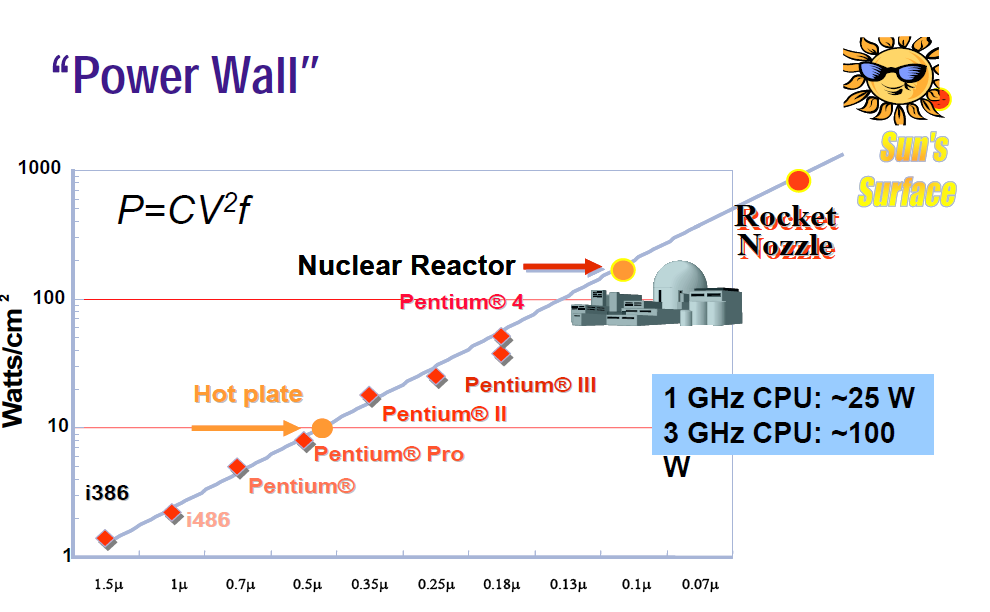 “Power Wall”
Sun's
Surface
1000
P=CV²f
Rocket
Nozzle
Nuclear Reactor
100
Pentium® 4
Watts/cm²
Pentium® III
1 GHz CPU: ~25 W
3 GHz CPU: ~100
W
Hot plate
Pentium® II
10
Pentium® Pro
Pentium®
i386
i486
1
1.5µ 1µ 0.7µ 0.5µ 0.35µ 0.25µ 0.18µ 0.13µ 0.1µ 0.07µ